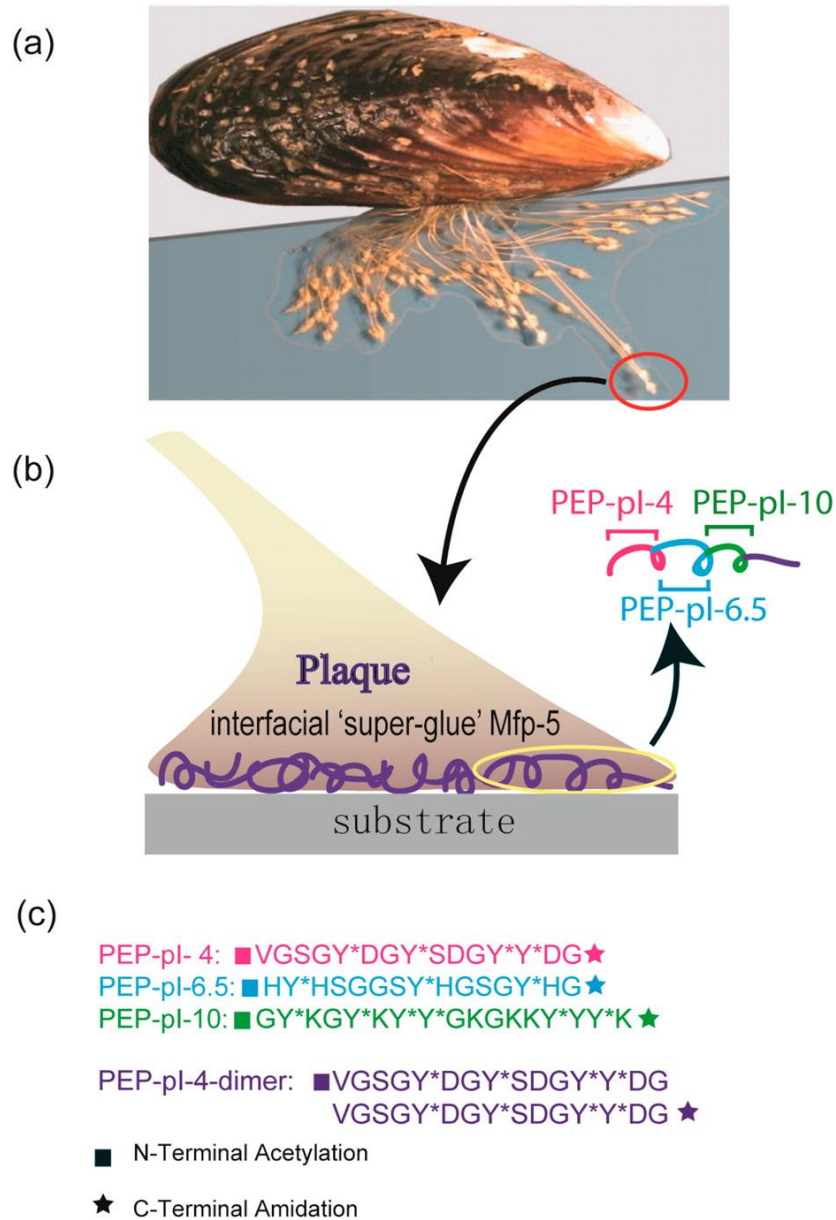 (a)
(b)
PEP-pI-4 PEP-pI-10
PEP-pI-6.5
Plaque
interfacial 'super-glue' Mfp-5
substrate
(c)
PEP-pI- 4: ■VGSGY*DGY*SDGY*Y*DG★
PEP-pI-6.5: ■HY*HSGGSY*HGSGY*HG★
PEP-pI-10: ■GY*KGY*KY*Y*GKGKKY*YY*K★
PEP-pI-4-dimer: ■VGSGY*DGY*SDGY*Y*DG
VGSGY*DGY*SDGY*Y*DG★
■ N-Terminal Acetylation
★ C-Terminal Amidation